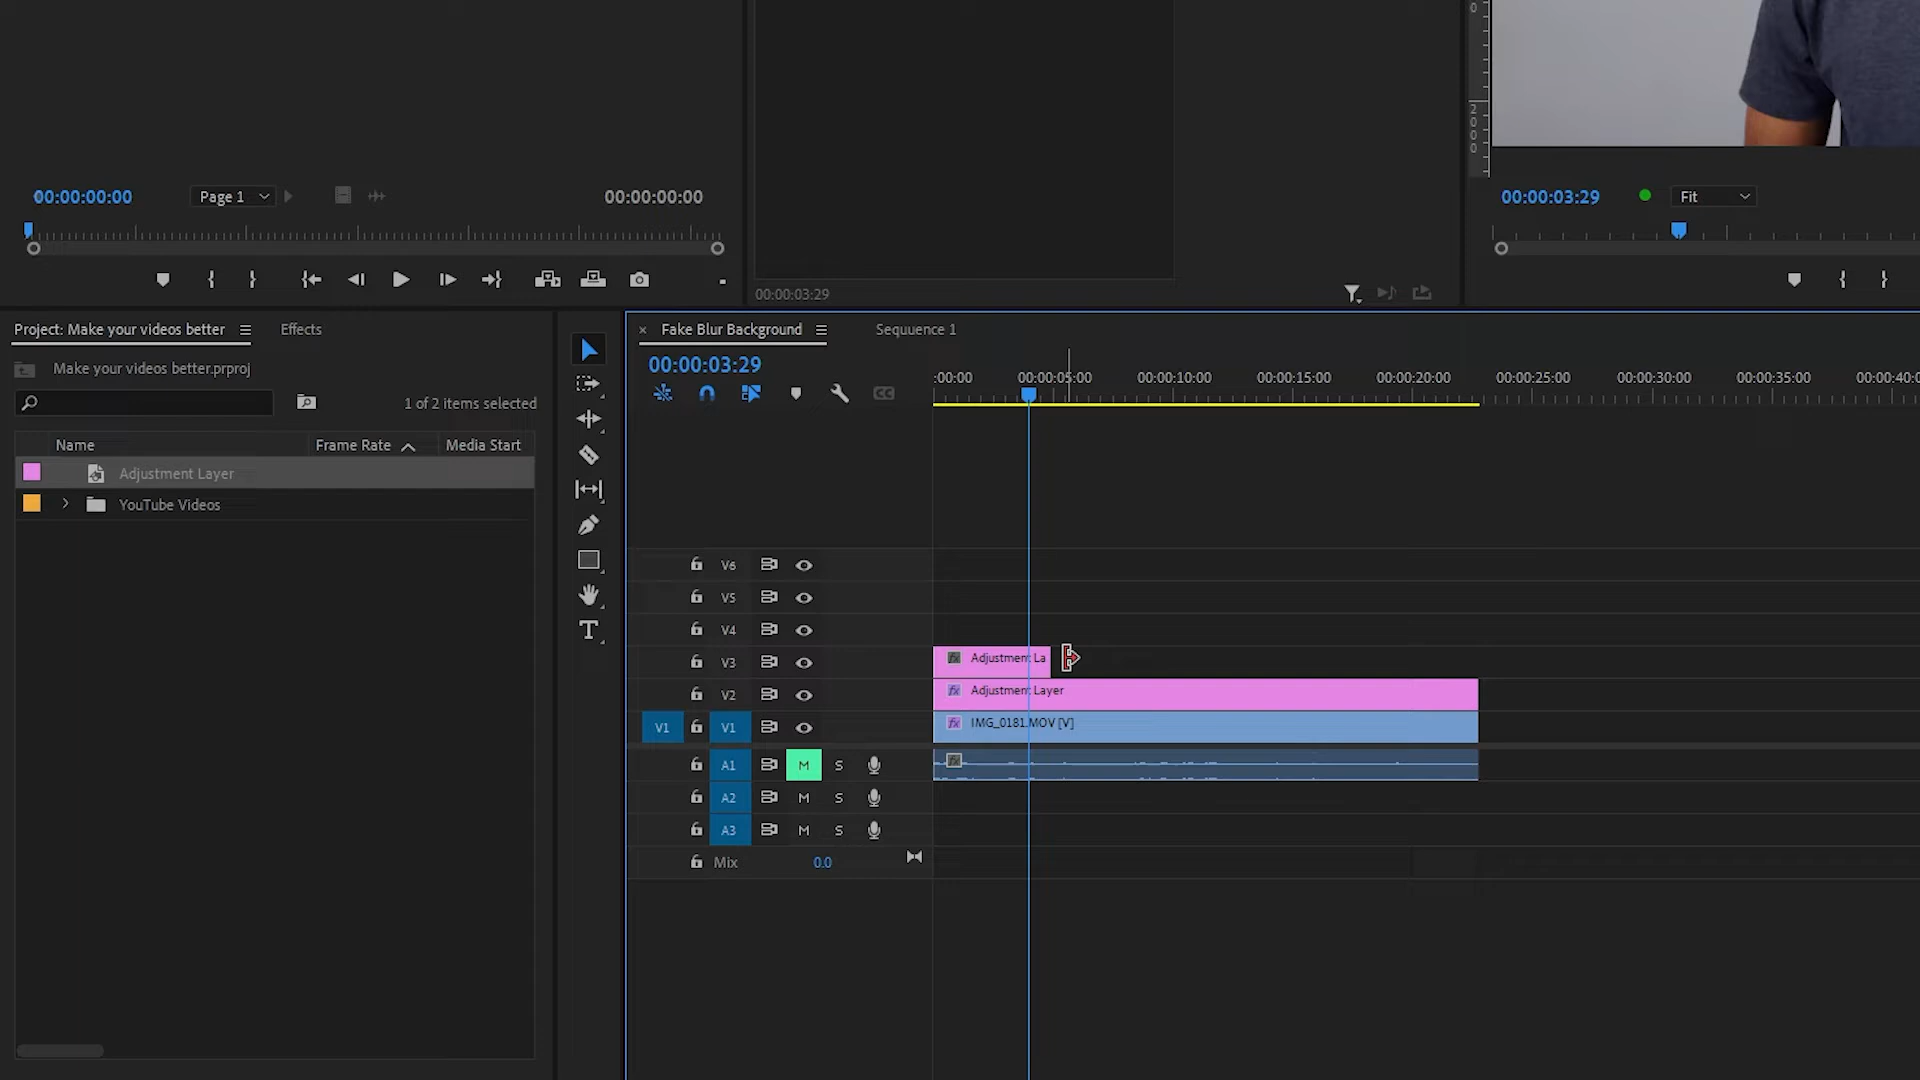 2000
00:00:00:00
Page 1
00:00:00:00
00:00:03:29
00:00:03:29
Fit
Project: Make your videos better
Effects
Make your videos better.prproj
1 of 2 items selected
Name
Frame Rate
Media Start
Adjustment Layer
YouTube Videos
× Fake Blur Background
Sequuence 1
00:00:03:29
:00:00
00:00:05:00
00:00:10:00
00:00:15:00
00:00:20:00
00:00:25:00
00:00:30:00
00:00:35:00
00:00:40:0
V6
V5
V4
V3
fx Adjustment La
V2
fx Adjustment Layer
V1
V1
fx IMG_0181.MOV [V]
A1 M S
A2 M S
A3 M S
Mix 0.0